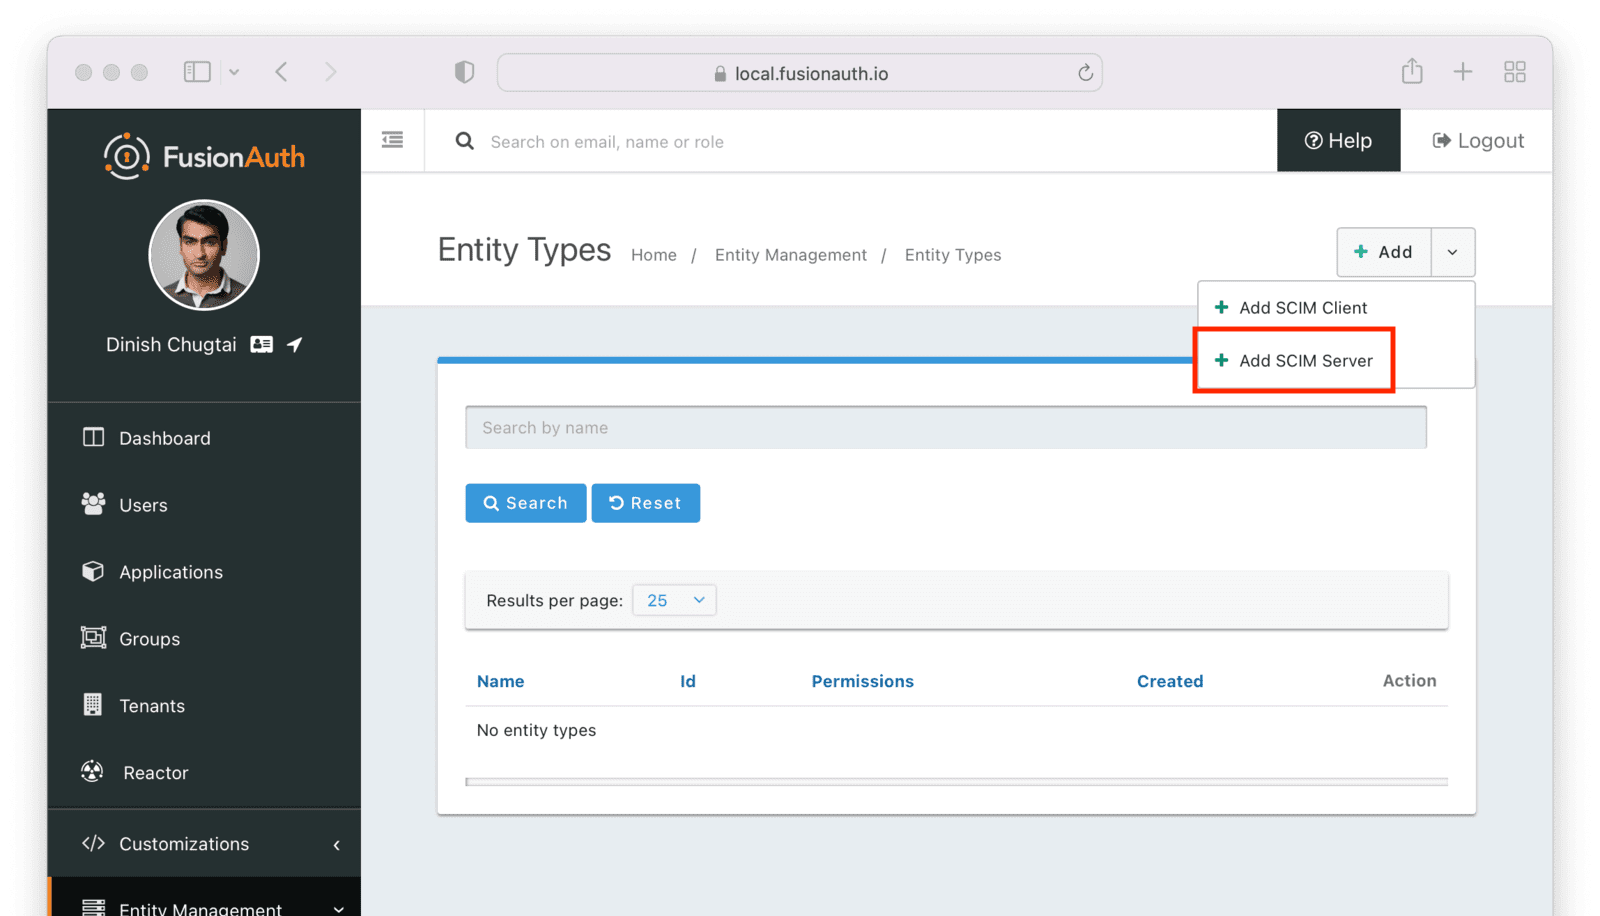 local.fusionauth.io
FusionAuth
Search on email, name or role
Help
Logout
Dinish Chugtai
Entity Types
Home / Entity Management / Entity Types
Add
Add SCIM Client
Add SCIM Server
Dashboard
Users
Applications
Groups
Tenants
Reactor
Customizations
Entity Management
Search by name
Search
Reset
Results per page: 25
Name Id Permissions Created Action
No entity types